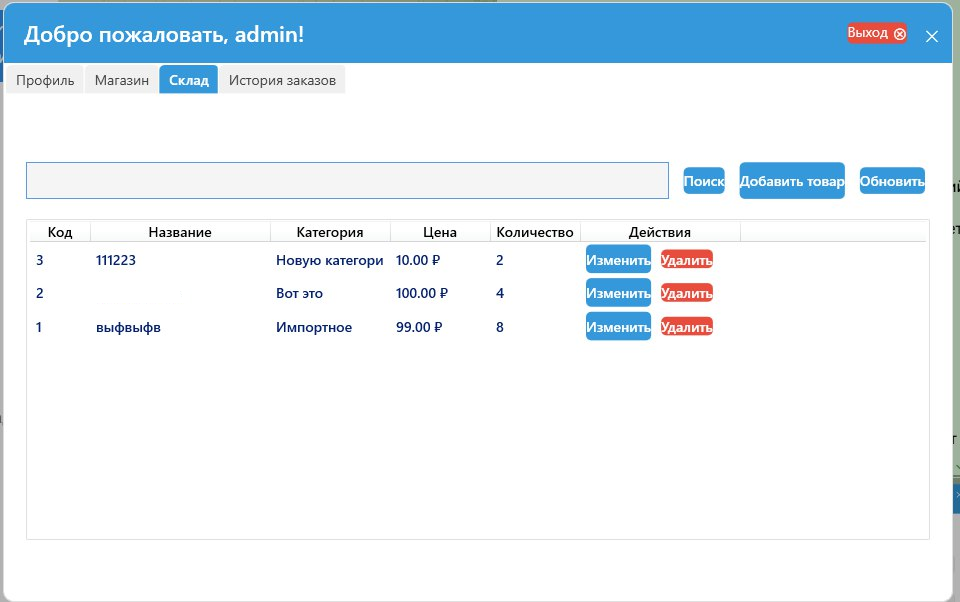 Добро пожаловать, admin!
Выход
Профиль Магазин Склад История заказов
Поиск Добавить товар Обновить
Код Название Категория Цена Количество Действия
3 111223 Новую категори 10.00 ₽ 2 Изменить Удалить
2 Вот это 100.00 ₽ 4 Изменить Удалить
1 выфвыфв Импортное 99.00 ₽ 8 Изменить Удалить